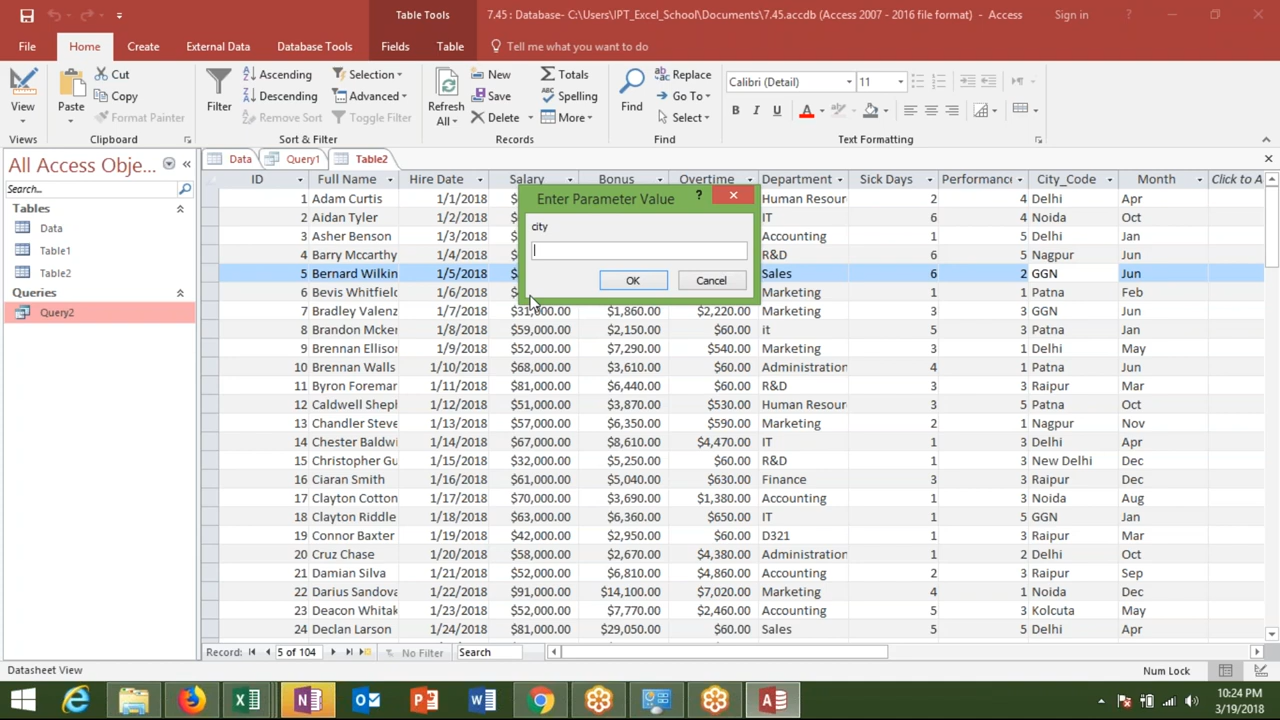 Table Tools
7.45 : Database- C:\Users\IPT_Excel_School\Documents\7.45.accdb (Access 2007 - 2016 file format) - Access
Sign in
?
File Home Create External Data Database Tools Fields Table Tell me what you want to do
View
Views
Paste
Cut
Copy
Format Painter
Clipboard
Filter
Ascending
Descending
Remove Sort
Selection
Advanced
Toggle Filter
Sort & Filter
Refresh All
New
Save
Delete
Totals
Spelling
More
Records
Find
Replace
Go To
Select
Find
Calibri (Detail) 11
B I U A
Text Formatting
All Access Obje...
Search...
Tables
Data
Table1
Table2
Queries
Query2
Data Query1 Table2
ID Full Name Hire Date Salary Bonus Overtime Department Sick Days Performanc City_Code Month Click to A
1 Adam Curtis 1/1/2018 Human Resour 2 4 Delhi Apr
2 Aidan Tyler 1/2/2018 IT 6 4 Noida Oct
3 Asher Benson 1/3/2018 Accounting 1 5 Delhi Jan
4 Barry Mccarthy 1/4/2018 R&D 6 5 Nagpur Jun
5 Bernard Wilkin 1/5/2018 Sales 6 2 GGN Jun
6 Bevis Whitfield 1/6/2018 Marketing 1 1 Patna Feb
7 Bradley Valenz 1/7/2018 $31,000.00 $1,860.00 $2,220.00 Marketing 3 3 GGN Jun
8 Brandon Mcker 1/8/2018 $59,000.00 $2,150.00 $60.00 it 5 3 Patna Jan
9 Brennan Ellison 1/9/2018 $52,000.00 $7,290.00 $540.00 Marketing 3 1 Delhi May
10 Brennan Walls 1/10/2018 $68,000.00 $3,610.00 $60.00 Administration 4 1 Patna Jun
11 Byron Foremar 1/11/2018 $81,000.00 $6,440.00 $60.00 R&D 3 3 Raipur Mar
12 Caldwell Sheph 1/12/2018 $51,000.00 $3,870.00 $530.00 Human Resour 3 5 Patna Oct
13 Chandler Steve 1/13/2018 $57,000.00 $6,350.00 $590.00 Marketing 2 1 Nagpur Nov
14 Chester Baldwi 1/14/2018 $67,000.00 $8,610.00 $4,470.00 IT 1 3 Delhi Apr
15 Christopher Gu 1/15/2018 $32,000.00 $5,250.00 $60.00 R&D 1 3 New Delhi Dec
16 Ciaran Smith 1/16/2018 $61,000.00 $5,040.00 $630.00 Finance 3 3 Raipur Dec
17 Clayton Cotton 1/17/2018 $70,000.00 $3,690.00 $1,380.00 Accounting 1 3 Noida Aug
18 Clayton Riddle 1/18/2018 $63,000.00 $6,360.00 $650.00 IT 1 5 GGN Jan
19 Connor Baxter 1/19/2018 $42,000.00 $2,950.00 $60.00 D321 1 3 Raipur Mar
20 Cruz Chase 1/20/2018 $58,000.00 $2,670.00 $4,380.00 Administration 1 2 Delhi Oct
21 Damian Silva 1/21/2018 $52,000.00 $6,810.00 $4,860.00 Accounting 2 3 Raipur Sep
22 Darius Sandova 1/22/2018 $91,000.00 $14,100.00 $7,020.00 Marketing 4 1 Noida Dec
23 Deacon Whitak 1/23/2018 $52,000.00 $7,770.00 $2,460.00 Accounting 5 3 Kolcuta May
24 Declan Larson 1/24/2018 $81,000.00 $29,050.00 $60.00 Sales 5 5 Delhi Apr
Enter Parameter Value ?
city
OK Cancel
Record: 5 of 104 No Filter Search
Datasheet View
Num Lock
10:24 PM
3/19/2018